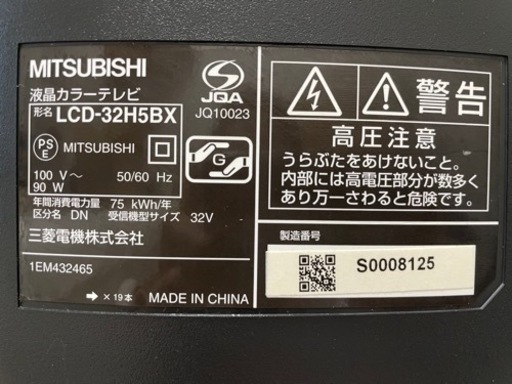 MITSUBISHI
液晶カラーテレビ
形名 LCD-32H5BX
JQA
JQ10023
PS
E
MITSUBISHI
G
100 V～ 50/60 Hz
90 W
年間消費電力量 75 kWh/年
区分名 DN 受信機型サイズ 32V
三菱電機株式会社
1EM432465
➔ × 19本 MADE IN CHINA
警告
高圧注意
うらぶたをあけないこと。
内部には高電圧部分が数多く
あり万一さわると危険です。
製造番号
S0008125